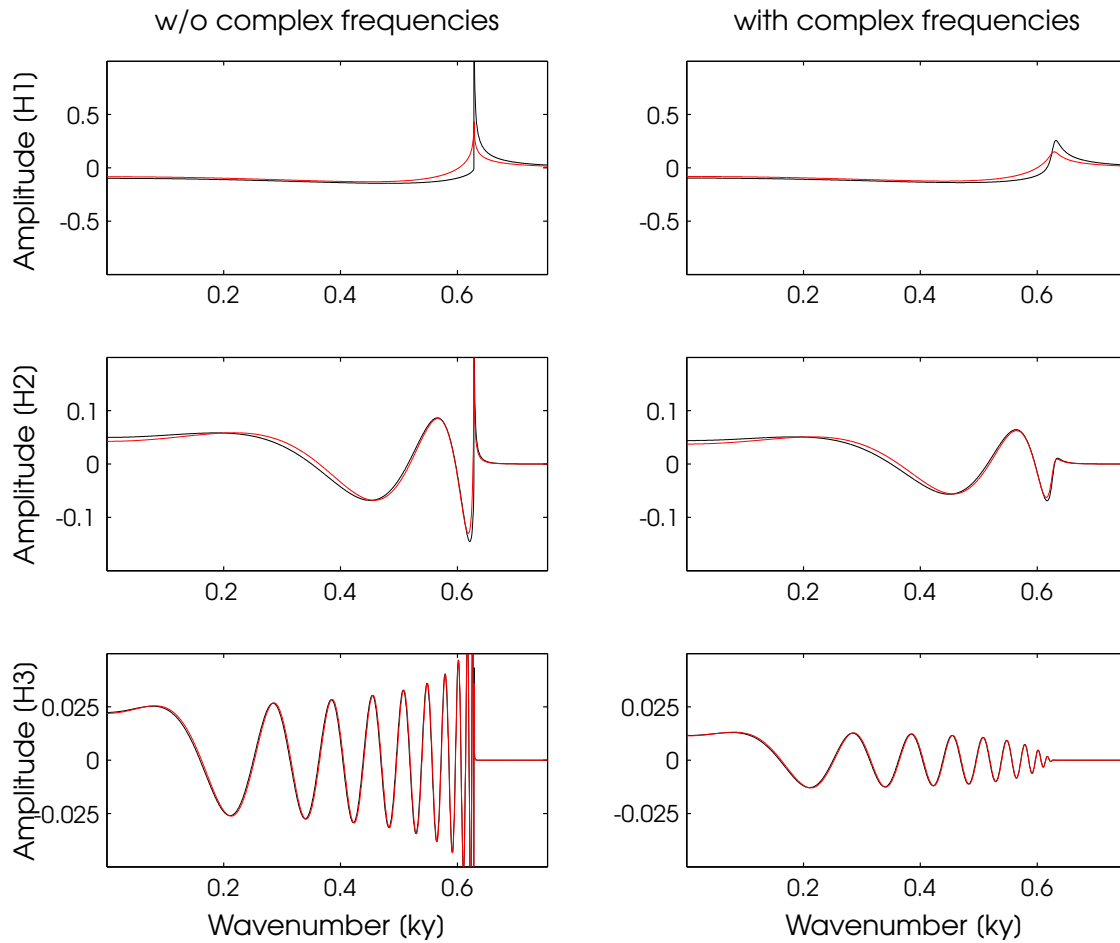 w/o complex frequencies
with complex frequencies
Amplitude (H1)
0.5
0
-0.5
0.2 0.4 0.6
0.5
0
-0.5
0.2 0.4 0.6
Amplitude (H2)
0.1
0
-0.1
0.2 0.4 0.6
0.1
0
-0.1
0.2 0.4 0.6
Amplitude (H3)
0.025
0
-0.025
0.2 0.4 0.6
Wavenumber (ky)
0.025
0
-0.025
0.2 0.4 0.6
Wavenumber (ky)